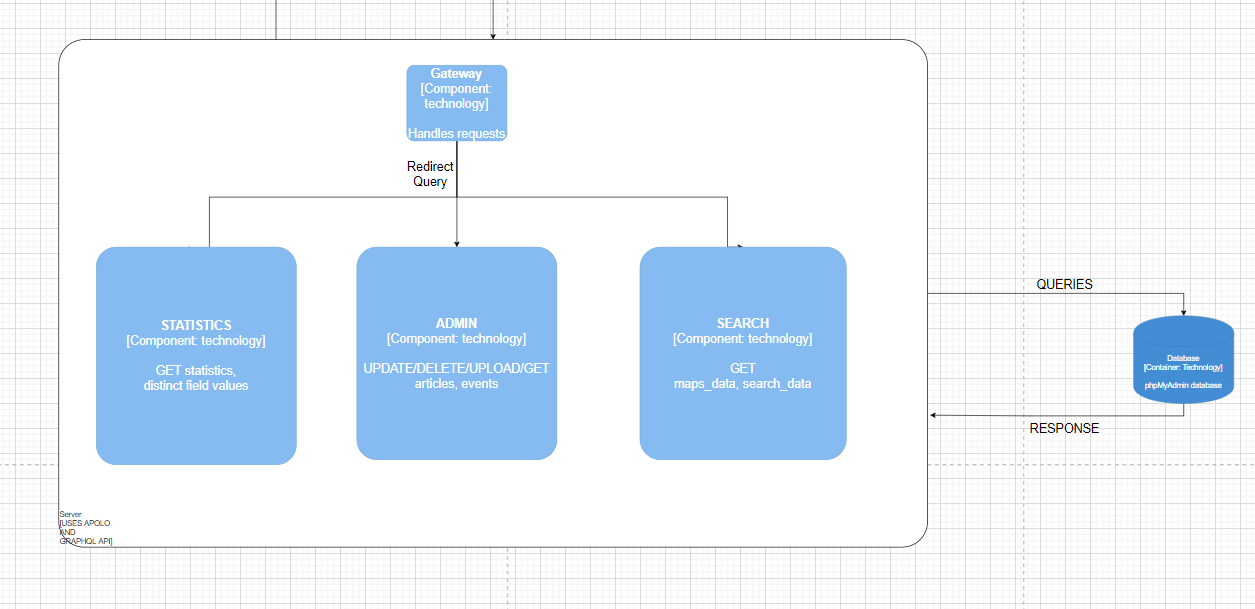 Gateway
[Component:
technology]
Handles requests
Redirect
Query
STATISTICS
[Component: technology]
GET statistics,
distinct field values
ADMIN
[Component: technology]
UPDATE/DELETE/UPLOAD/GET
articles, events
SEARCH
[Component: technology]
GET
maps_data, search_data
QUERIES
Database
[Container: Technology]
phpMyAdmin database
RESPONSE
Server
[USES APOLO
AND
GRAPHQL API]